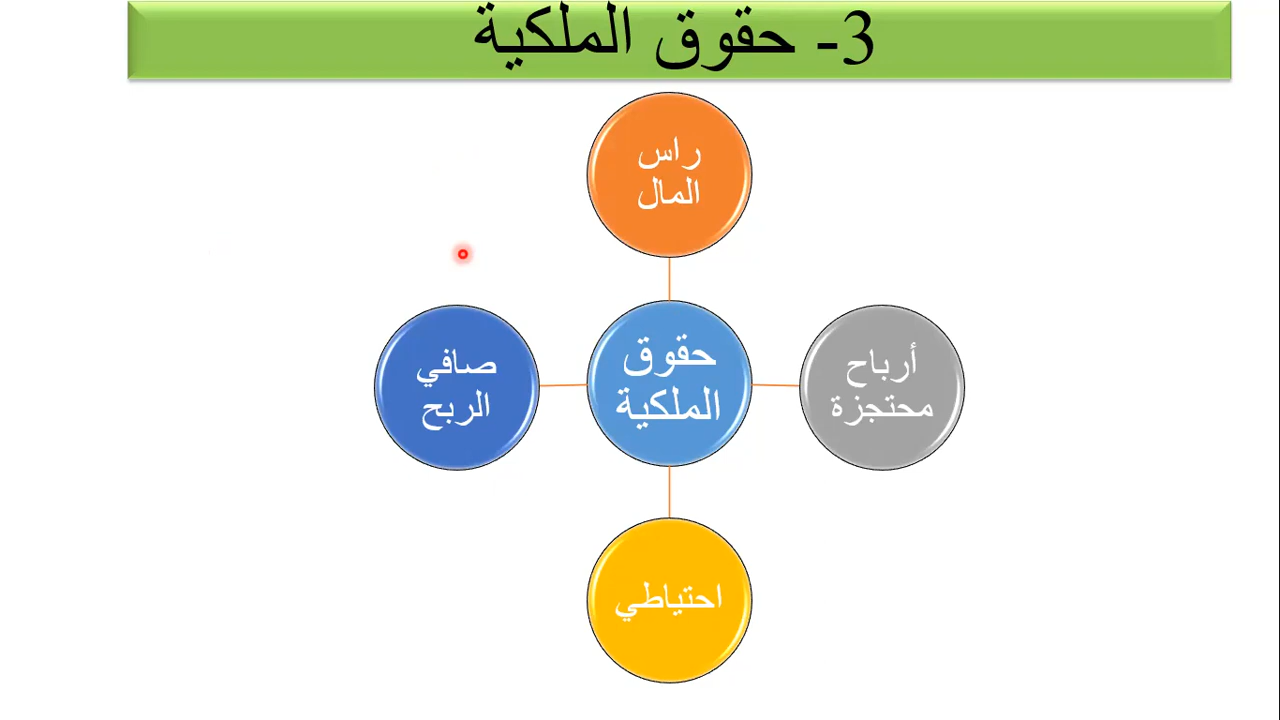 3- حقوق الملكية
راس
المال
أرباح
محتجزة
حقوق
الملكية
صافي
الربح
احتياطي